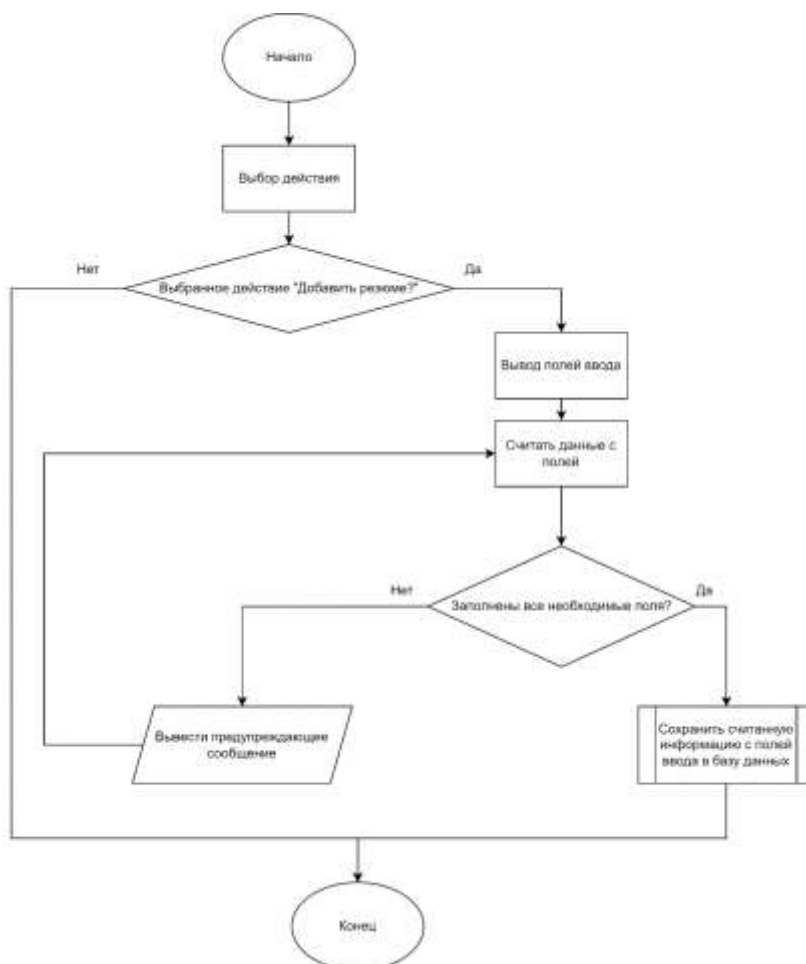 Начало
Выбор действия
Нет
Да
Выбранное действие "Добавить резюме?"
Вывод полей ввода
Считать данные с
полей
Нет
Да
Заполнены все необходимые поля?
Вывести предупреждающее
сообщение
Сохранить считанную
информацию с полей
ввода в базу данных
Конец